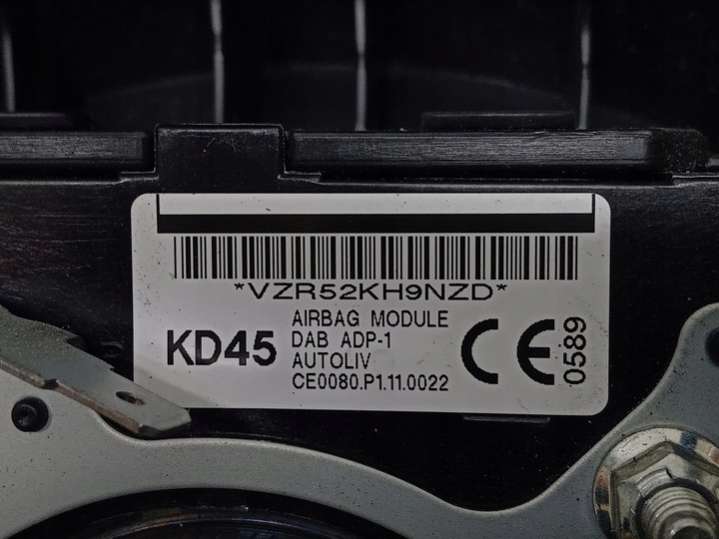 *VZR52KH9NZD*
KD45
AIRBAG MODULE
DAB ADP-1
AUTOLIV
CE0080.P1.11.0022
CE
0589